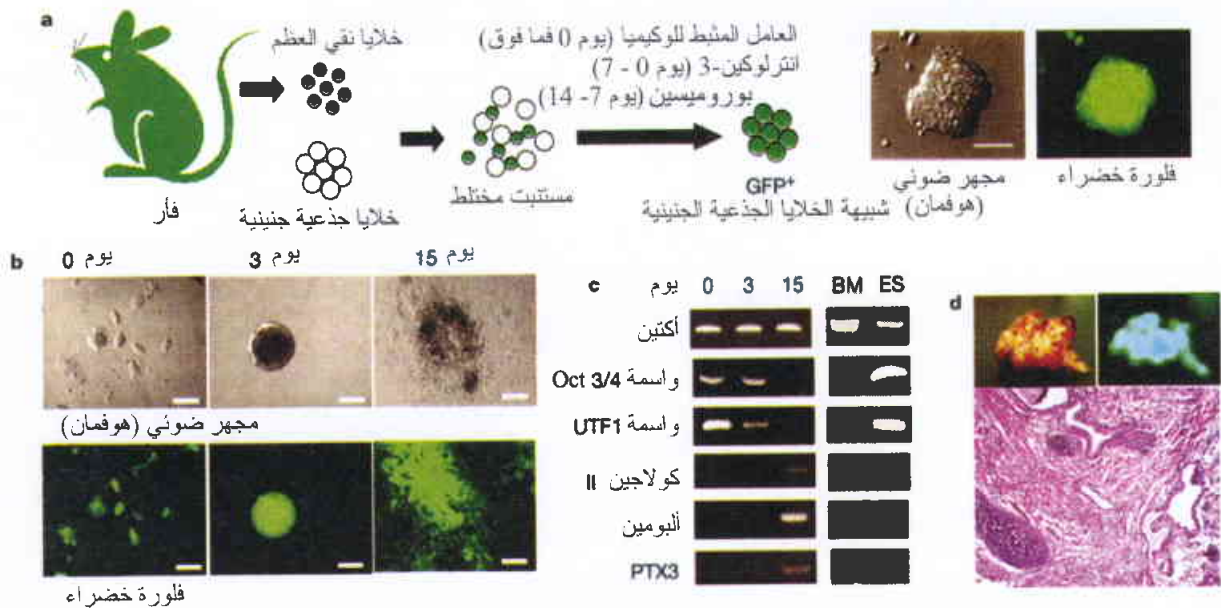 a
خلايا نقي العظم
العامل المثبط للوكيميا (يوم 0 فما فوق)
انترلوكين-3 (يوم 0 - 7)
بوروميسين (يوم 7- 14)
فأر
خلايا جذعية جنينية
مستنبت مختلط
GFP+
شبيهة الخلايا الجذعية الجنينية
مجهر ضوئي
(هوفمان)
فلورة خضراء
b
يوم 0
يوم 3
يوم 15
مجهر ضوئي (هوفمان)
فلورة خضراء
c
يوم 0 3 15 BM ES
أكتين
واسمة Oct 3/4
واسمة UTF1
كولاجين II
ألبومين
PTX3
d